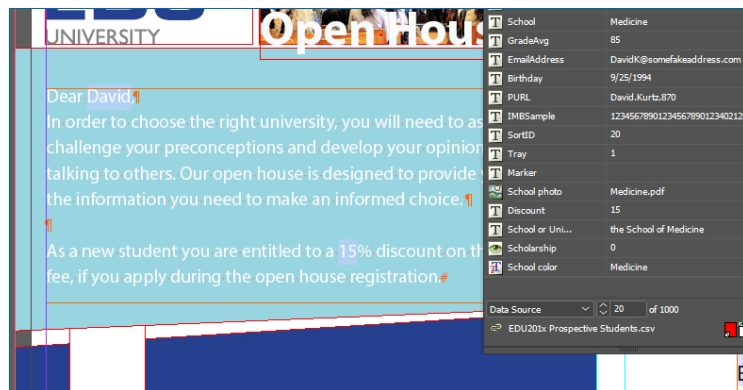 EDU
UNIVERSITY
Open Hous
Dear David,¶
In order to choose the right university, you will need to as
challenge your preconceptions and develop your opinion
talking to others. Our open house is designed to provide y
the information you need to make an informed choice.¶
¶
As a new student you are entitled to a 15% discount on th
fee, if you apply during the open house registration.#
T School Medicine
T GradeAvg 85
T EmailAddress DavidK@somefakeaddress.com
T Birthday 9/25/1994
T PURL David.Kurtz.870
T IMBSample 1234567890123456789012340212
T SortID 20
T Tray 1
T Marker
School photo Medicine.pdf
T Discount 15
T School or Uni... the School of Medicine
Scholarship 0
T School color Medicine
Data Source 20 of 1000
EDU201x Prospective Students.csv